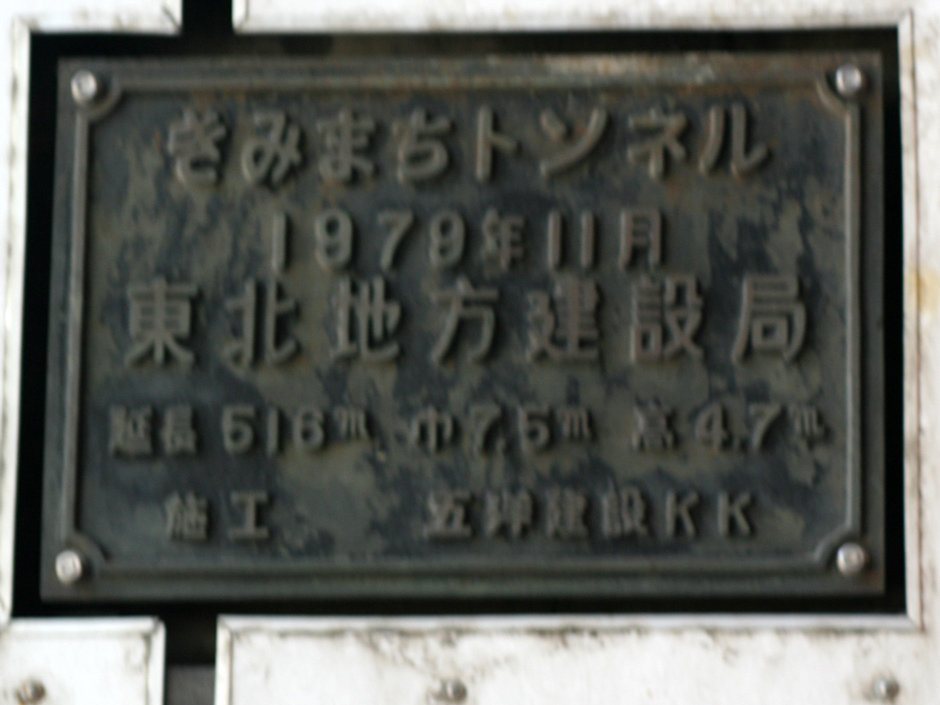 きみまちトンネル
1979年11月
東北地方建設局
延長 516m 巾 7.5m 高 4.7m
施工 五洋建設KK